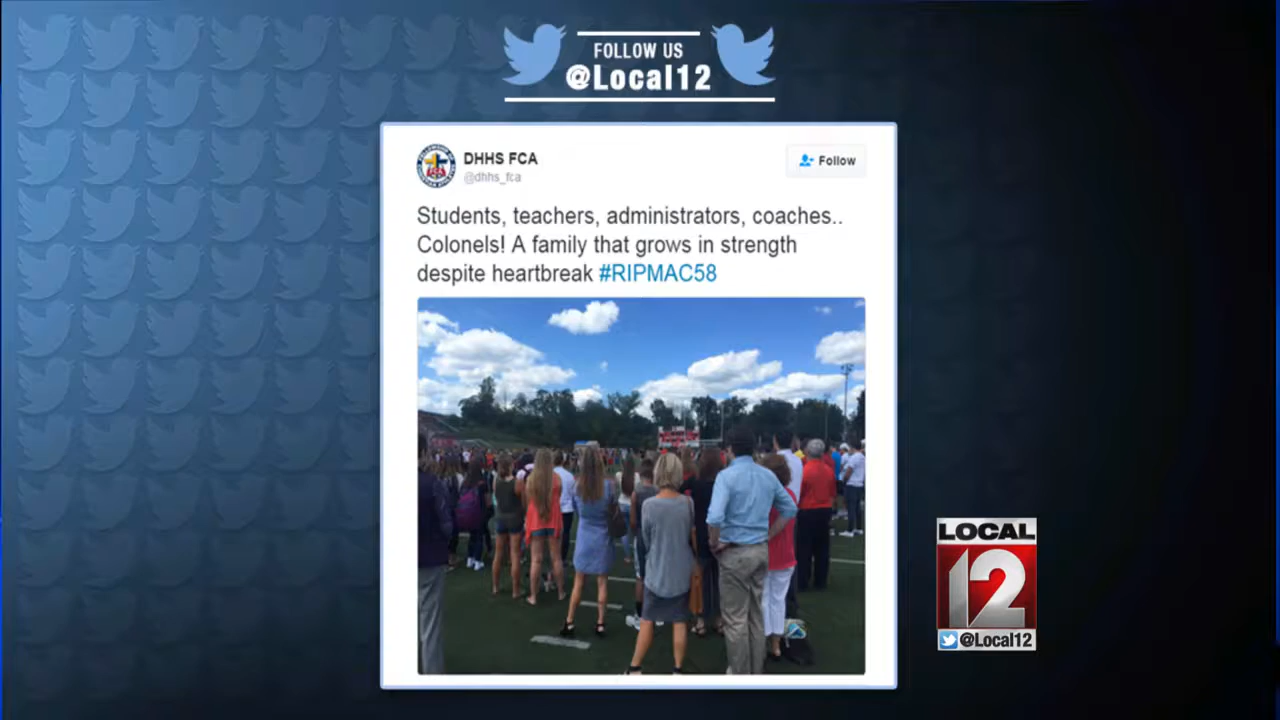 FOLLOW US
@Local12
DHHS FCA
@dhhs_fca
Follow
Students, teachers, administrators, coaches..
Colonels! A family that grows in strength
despite heartbreak #RIPMAC58
LOCAL
12
@Local12